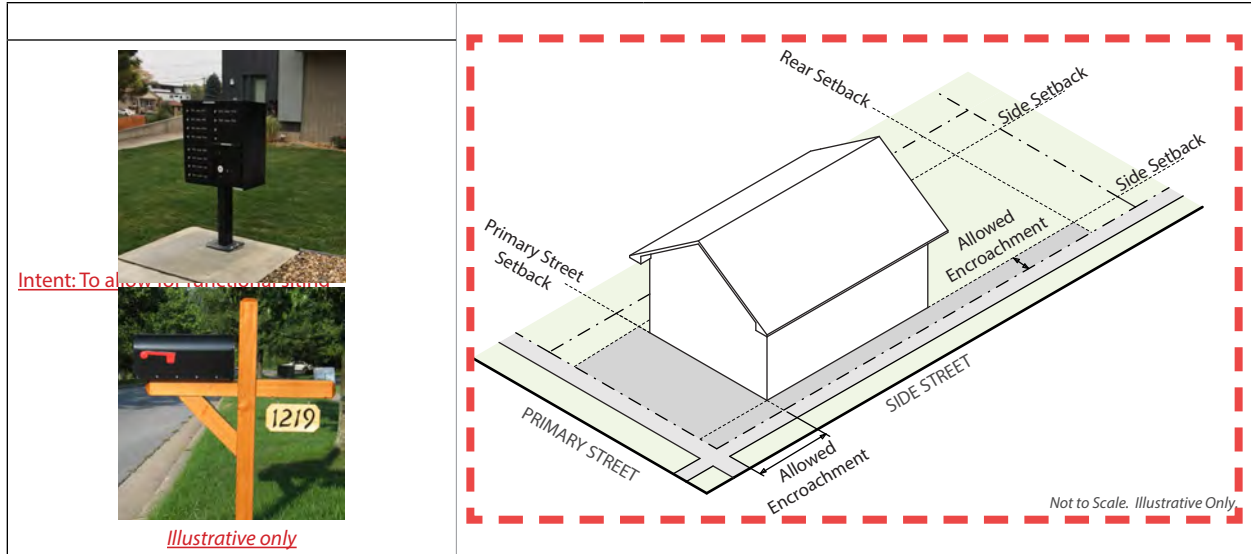 Intent: To allow for functional stand
1219
Illustrative only
Rear Setback
Side Setback
Side Setback
Primary Street
Setback
Allowed
Encroachment
SIDE STREET
PRIMARY STREET
Allowed
Encroachment
Not to Scale. Illustrative Only.